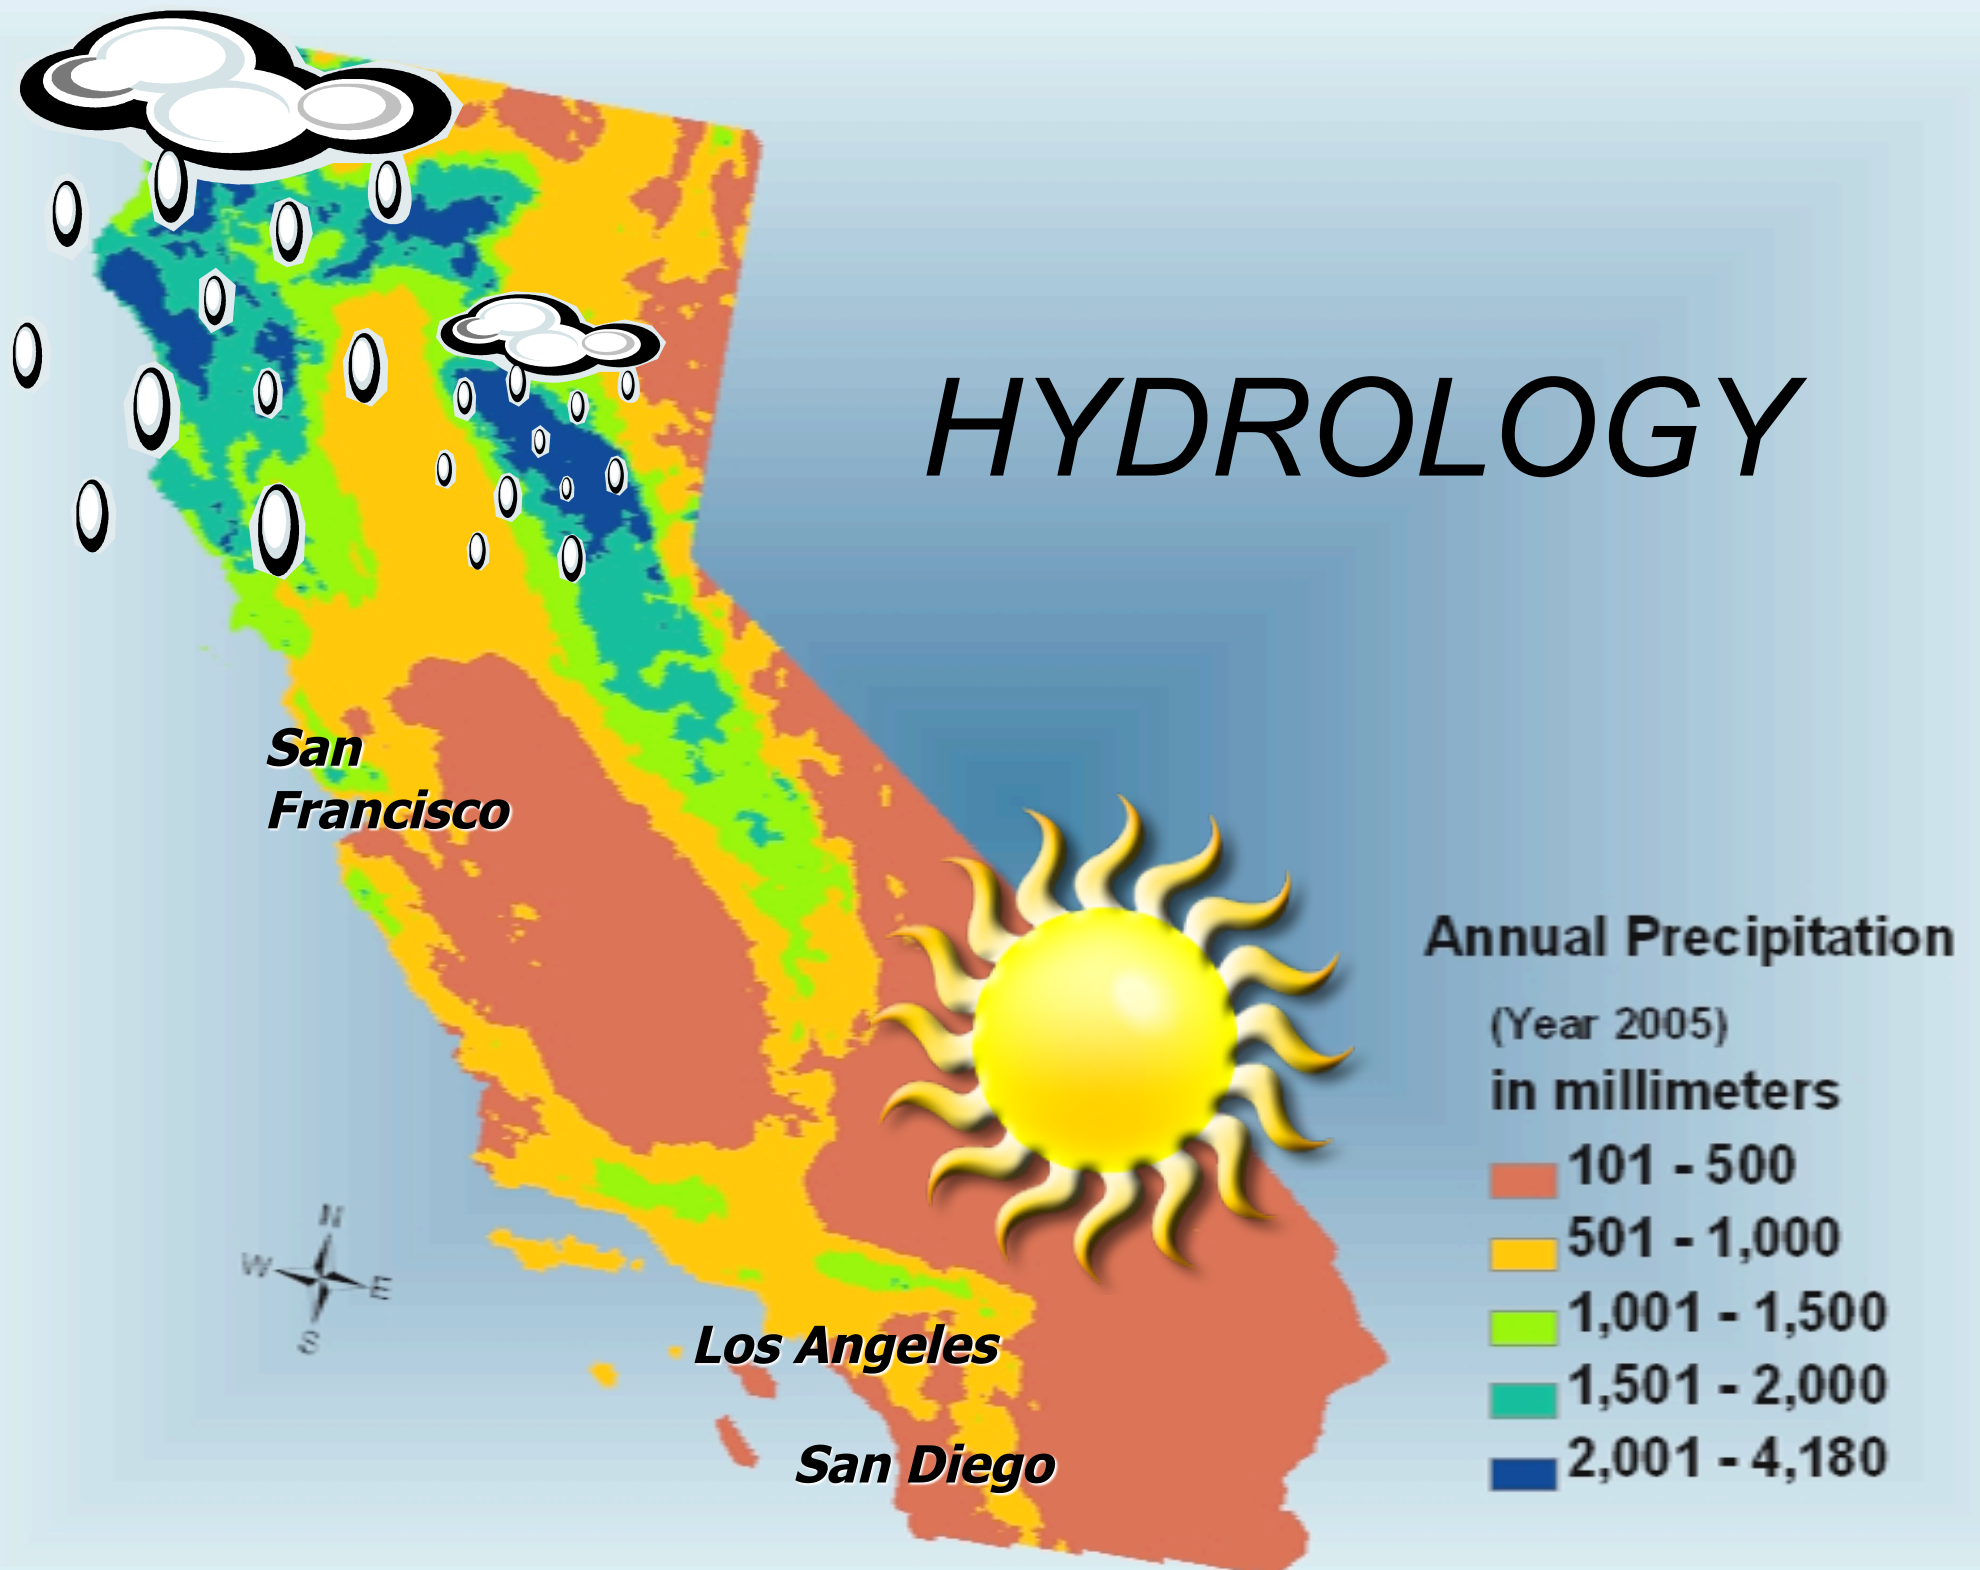 HYDROLOGY
San
Francisco
Annual Precipitation
(Year 2005)
in millimeters
101 - 500
501 - 1,000
1,001 - 1,500
1,501 - 2,000
2,001 - 4,180
N
W
E
S
Los Angeles
San Diego